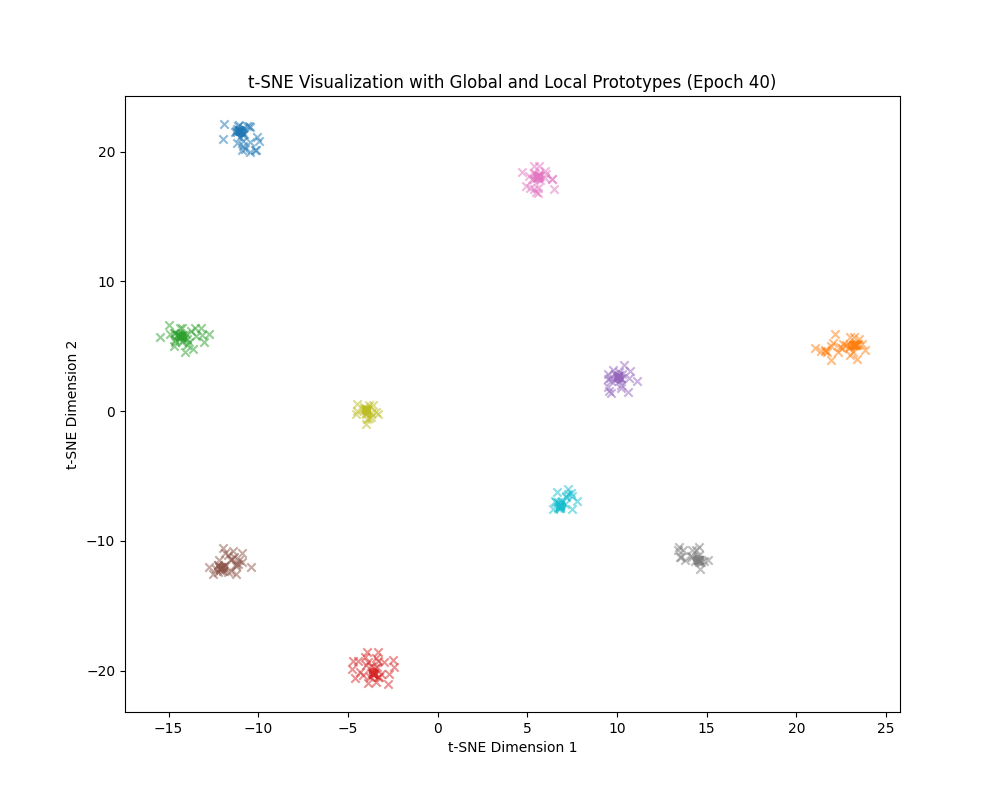 t-SNE Visualization with Global and Local Prototypes (Epoch 40)
20
10
0
−10
−20
t-SNE Dimension 2
−15 −10 −5 0 5 10 15 20 25
t-SNE Dimension 1